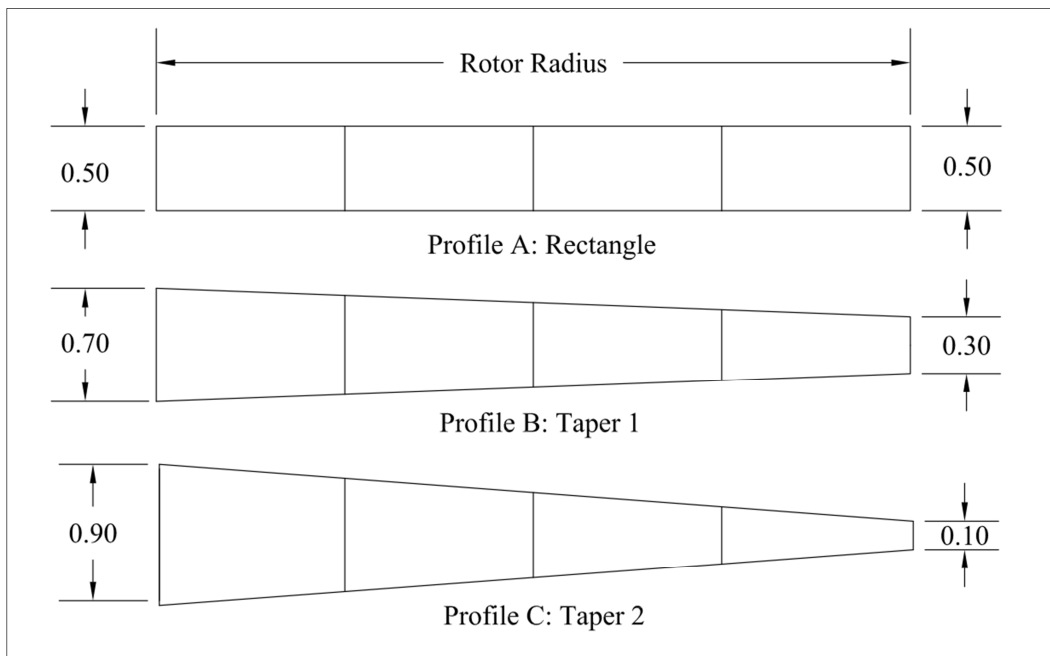 Rotor Radius
0.50
0.50
Profile A: Rectangle
0.70
0.30
Profile B: Taper 1
0.90
0.10
Profile C: Taper 2